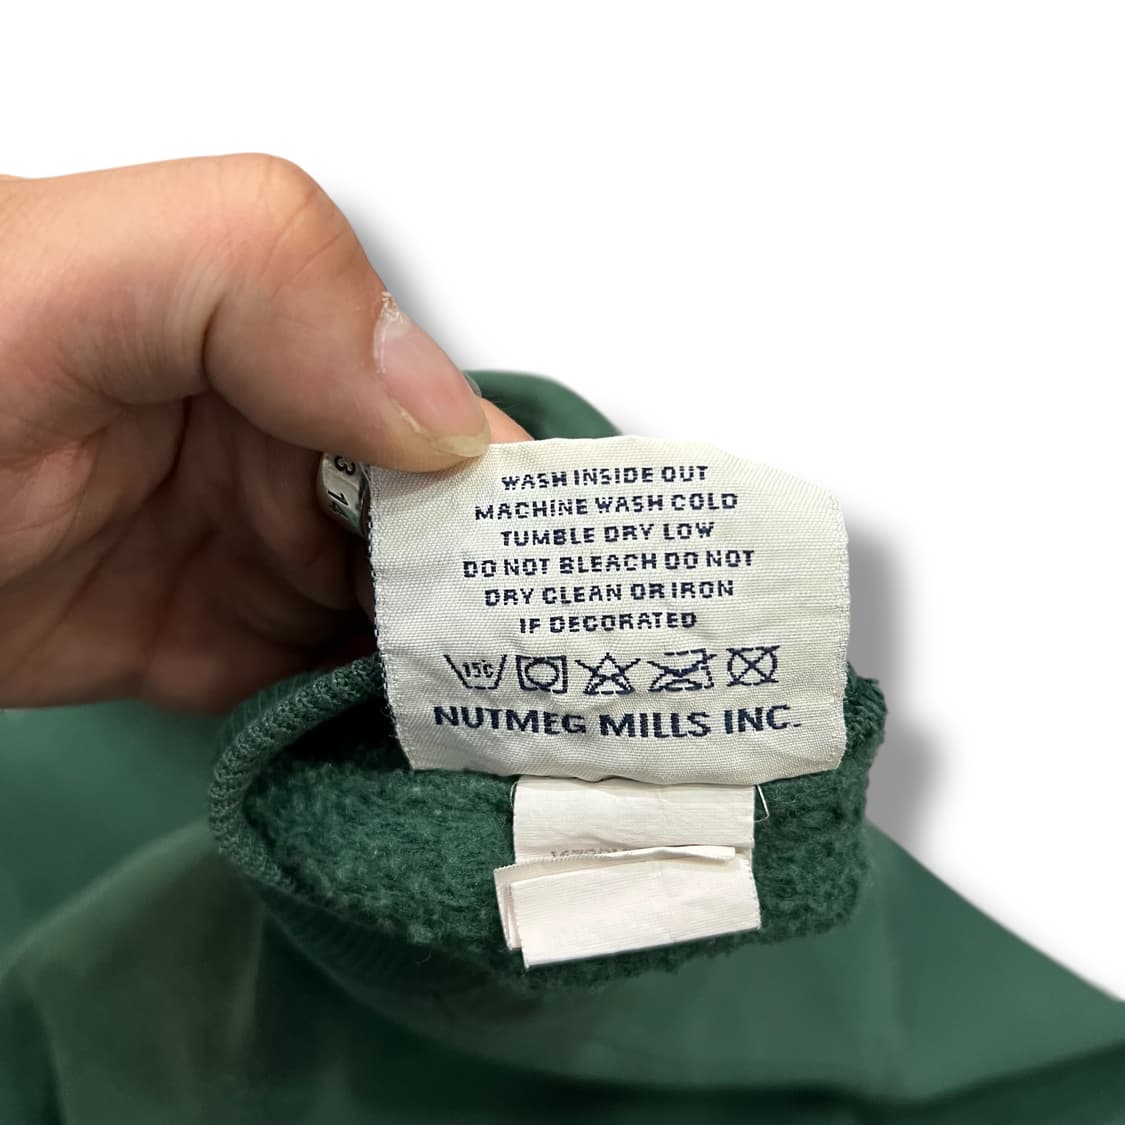 WASH INSIDE OUT
MACHINE WASH COLD
TUMBLE DRY LOW
DO NOT BLEACH DO NOT
DRY CLEAN OR IRON
IF DECORATED
15°C
NUTMEG MILLS INC.